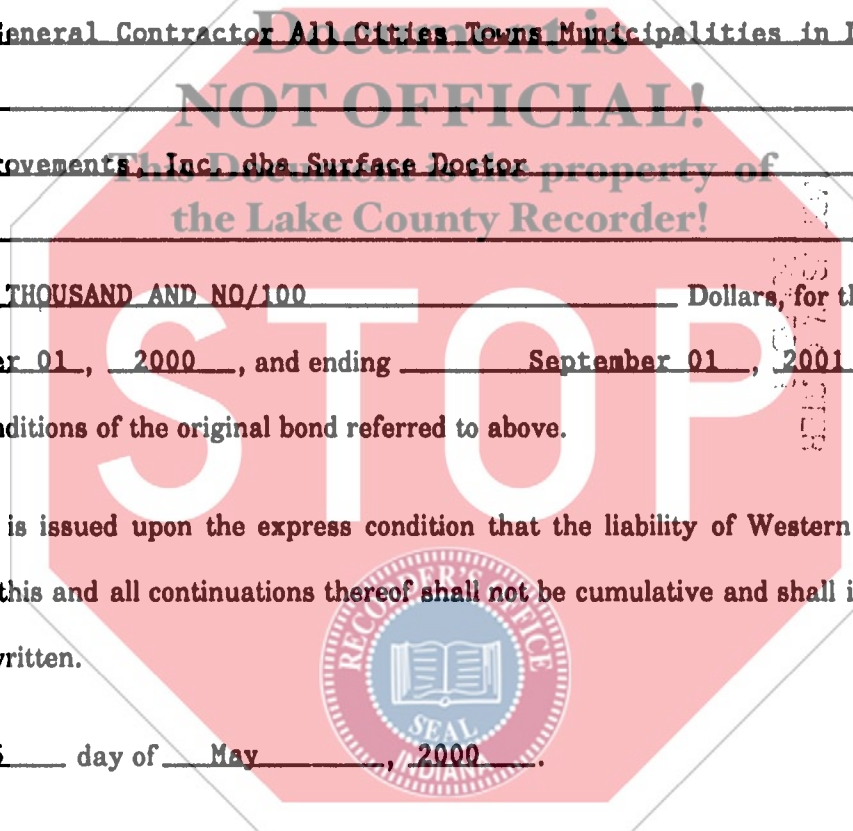 General Contractor All Cities Towns Municipalities in
Document is
NOT OFFICIAL!
ovements, Inc. dba Surface Doctor
This Document is the property of
the Lake County Recorder!
THOUSAND AND NO/100 Dollars, for
er 01, 2000, and ending September 01, 2001
nditions of the original bond referred to above.
STOP
is issued upon the express condition that the liability of Western
this and all continuations thereof shall not be cumulative and shall
written.
RECORDER'S OFFICE
SEAL
INDIANA
day of May, 2000.